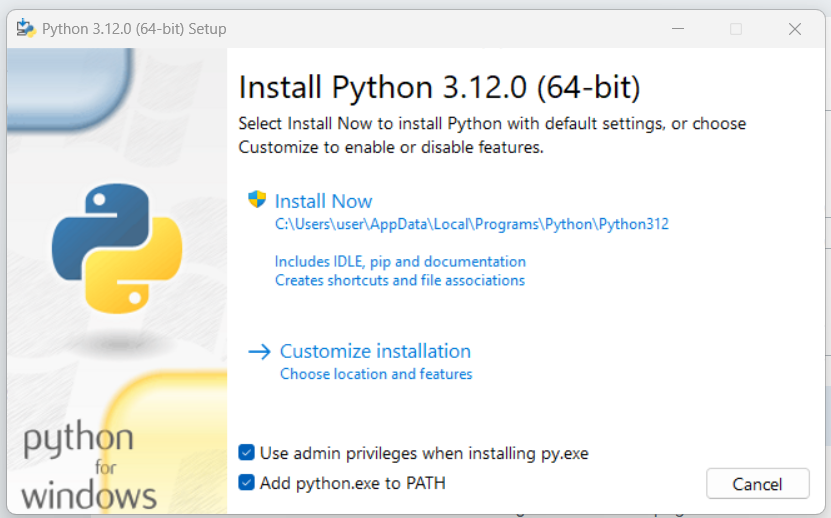 Python 3.12.0 (64-bit) Setup
Install Python 3.12.0 (64-bit)
Select Install Now to install Python with default settings, or choose
Customize to enable or disable features.
Install Now
C:\Users\user\AppData\Local\Programs\Python\Python312
Includes IDLE, pip and documentation
Creates shortcuts and file associations
Customize installation
Choose location and features
Use admin privileges when installing py.exe
Add python.exe to PATH
Cancel
python
for
windows